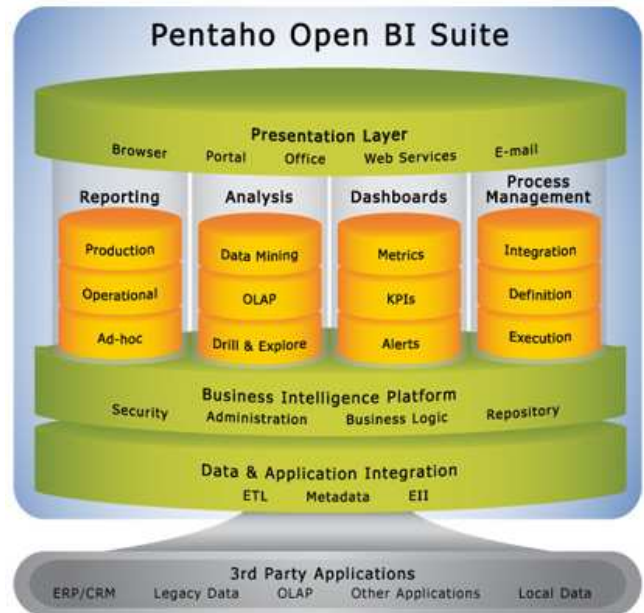 Pentaho Open BI Suite
Presentation Layer
Browser Portal Office Web Services E-mail
Reporting
Production
Operational
Ad-hoc
Analysis
Data Mining
OLAP
Drill & Explore
Dashboards
Metrics
KPIs
Alerts
Process
Management
Integration
Definition
Execution
Business Intelligence Platform
Security Administration Business Logic Repository
Data & Application Integration
ETL Metadata EII
3rd Party Applications
ERP/CRM Legacy Data OLAP Other Applications Local Data